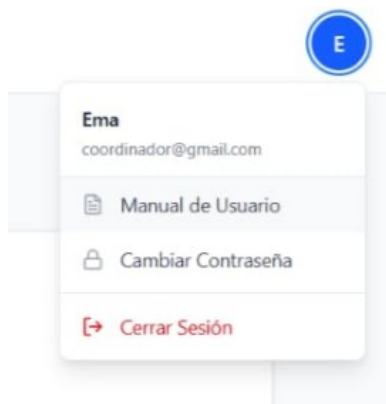 E
Ema
coordinador@gmail.com
Manual de Usuario
Cambiar Contraseña
Cerrar Sesión